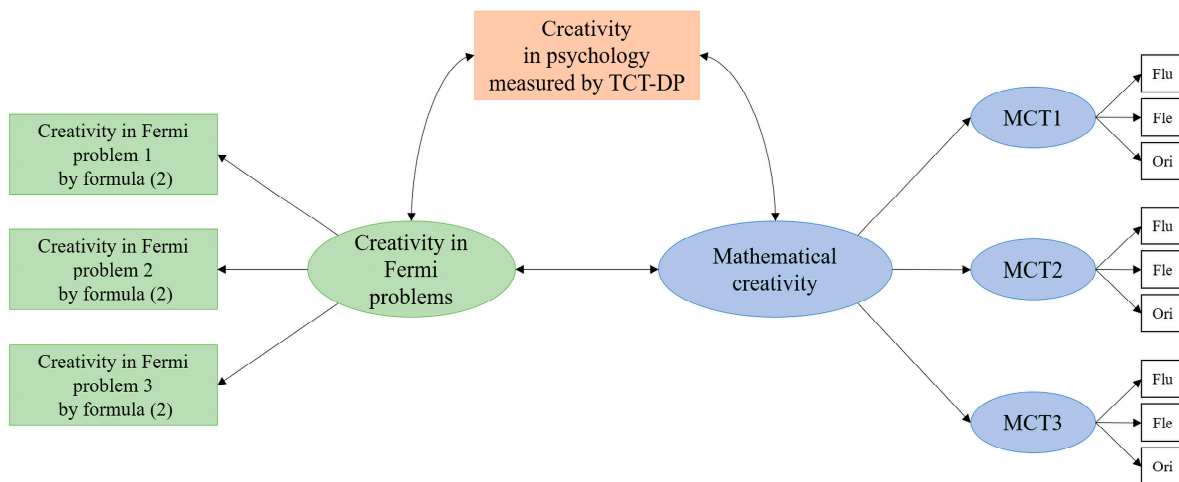 Creativity
in psychology
measured by TCT-DP
Creativity in Fermi
problem 1
by formula (2)
Creativity in Fermi
problem 2
by formula (2)
Creativity in Fermi
problem 3
by formula (2)
Creativity in
Fermi
problems
Mathematical
creativity
MCT1
Flu
Fle
Ori
MCT2
Flu
Fle
Ori
MCT3
Flu
Fle
Ori